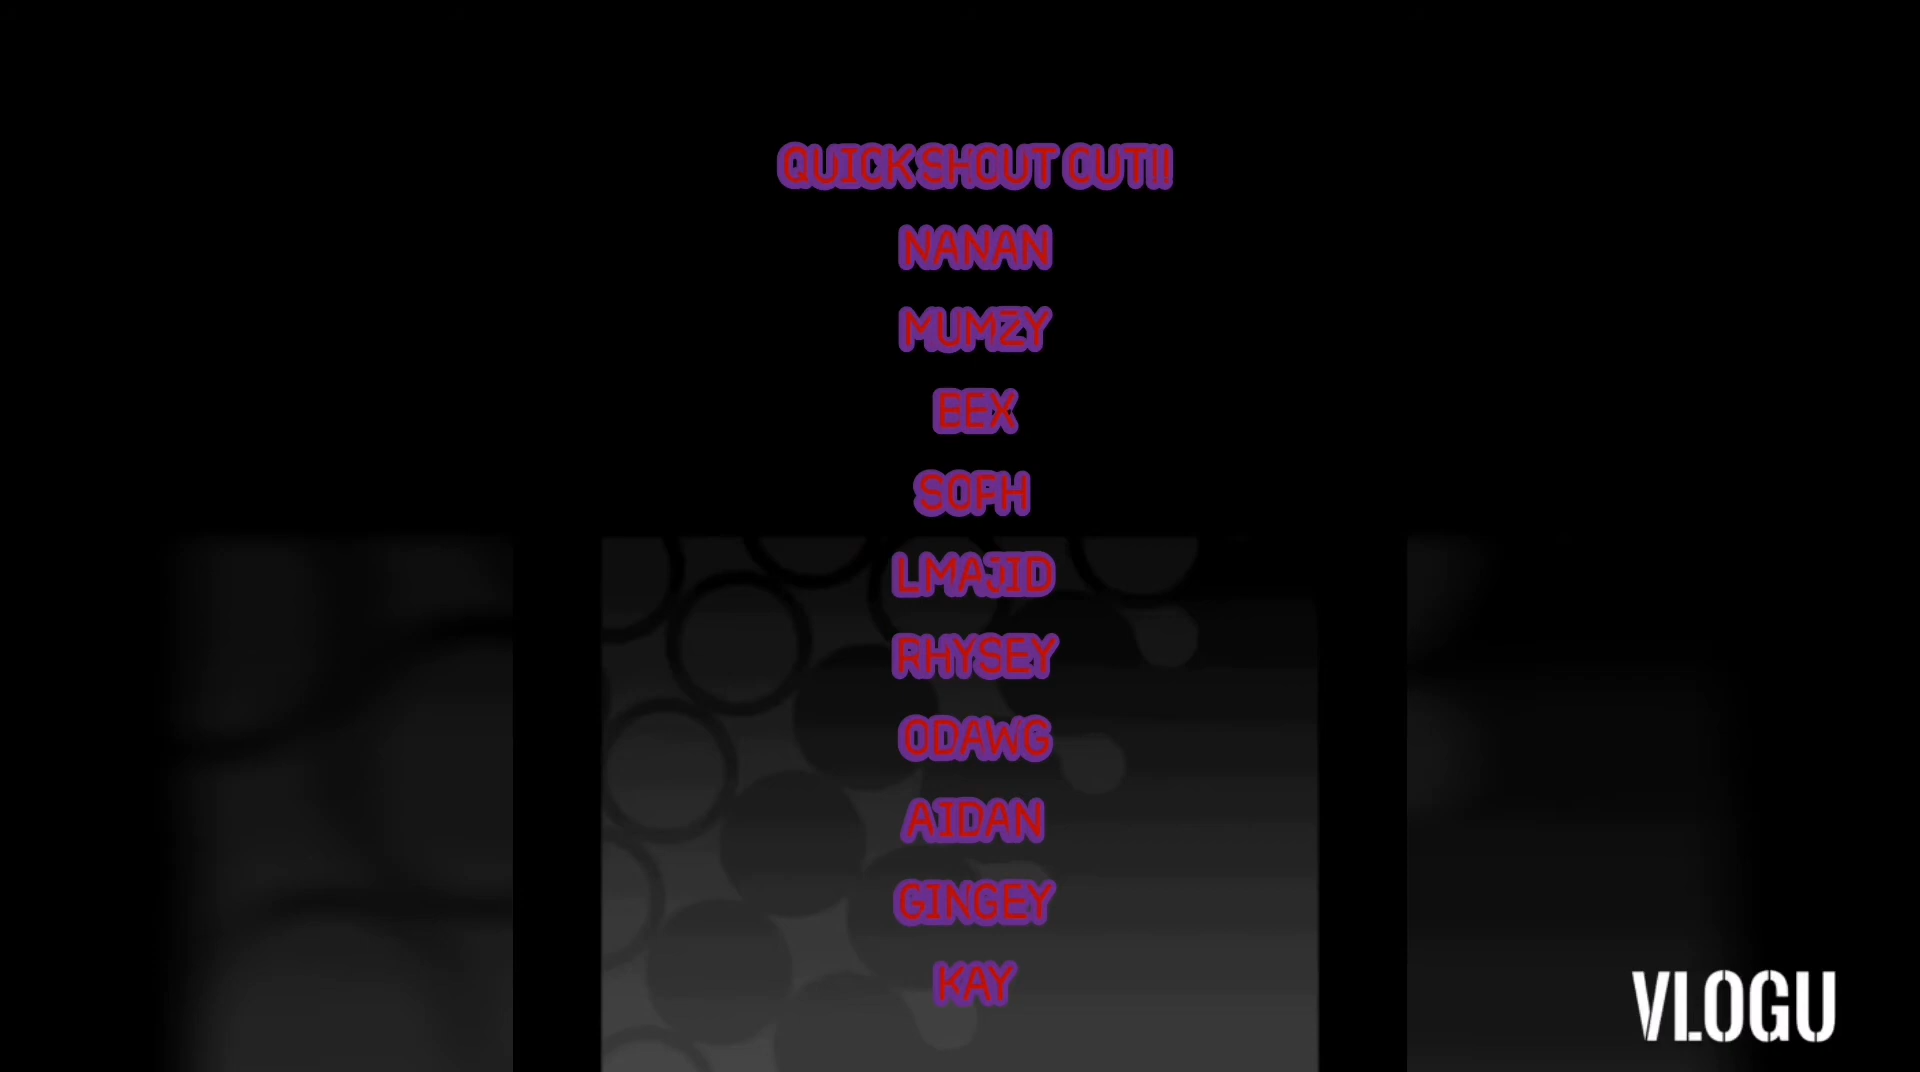 QUICK SHOUT OUT!!
NANAN
MUMZY
EEX
SOPH
LMAJID
RHYSEY
ODAWG
AIDAN
GINGEY
KAY
VLOGU